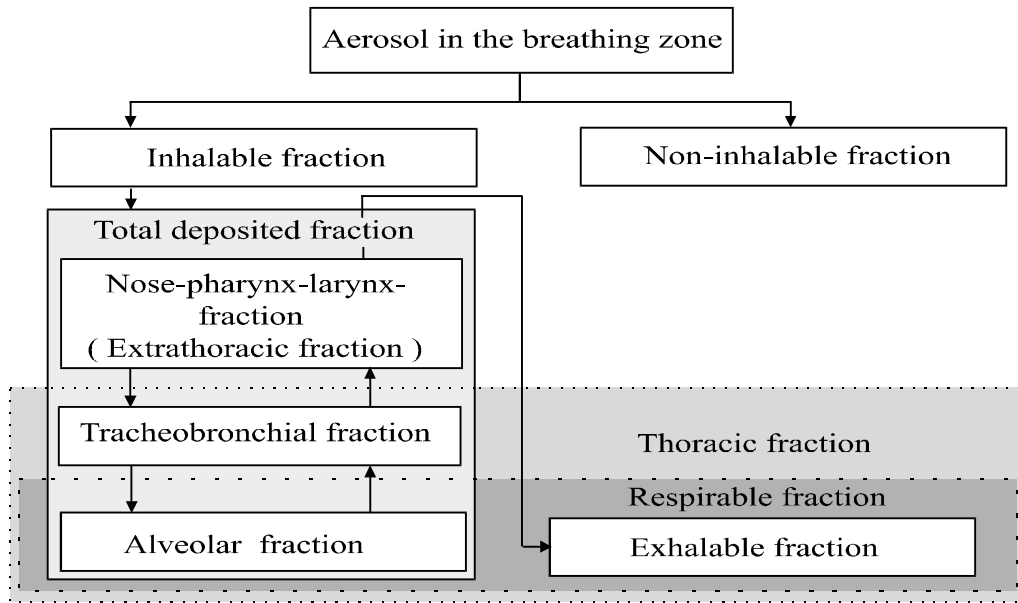 Aerosol in the breathing zone
Inhalable fraction
Non-inhalable fraction
Total deposited fraction
Nose-pharynx-larynx-
fraction
( Extrathoracic fraction )
Tracheobronchial fraction
Thoracic fraction
Respirable fraction
Alveolar fraction
Exhalable fraction